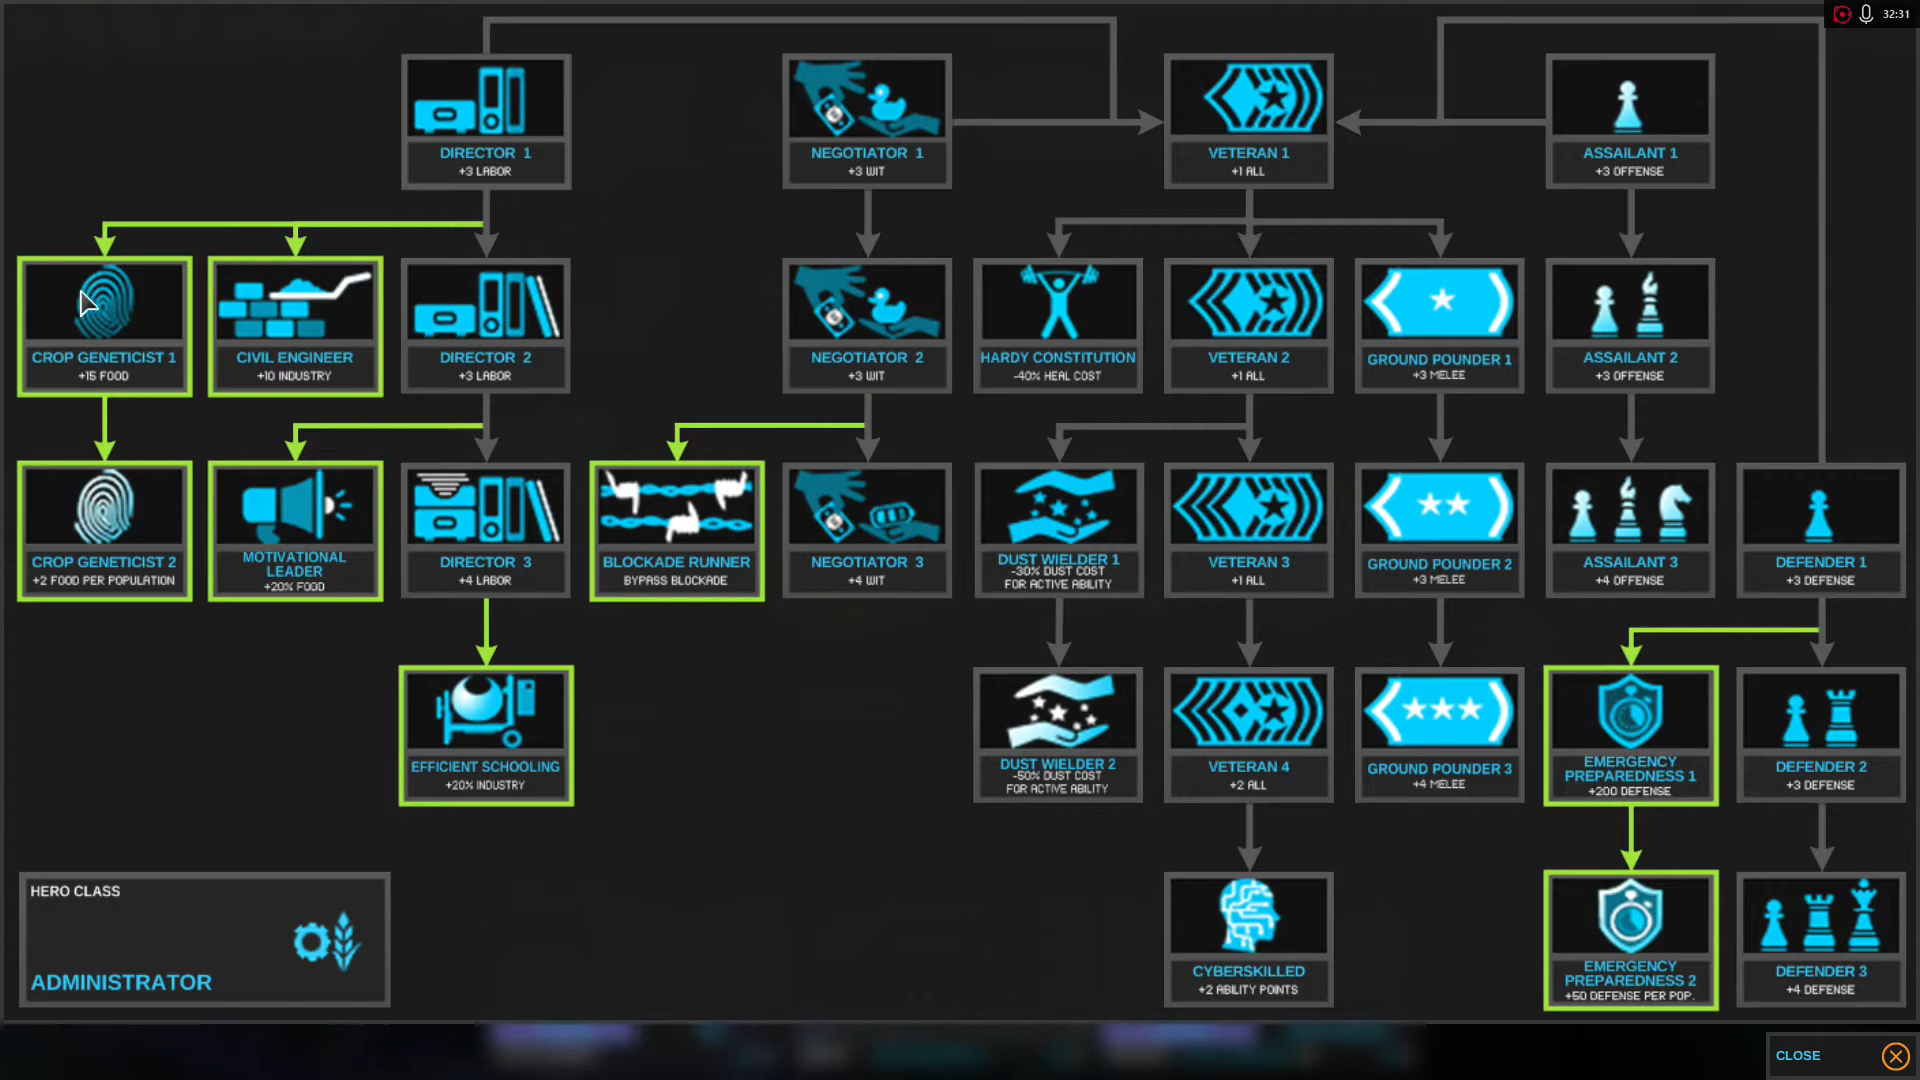 32:31
DIRECTOR 1
+3 LABOR
NEGOTIATOR 1
+3 WIT
VETERAN 1
+1 ALL
ASSAILANT 1
+3 OFFENSE
CROP GENETICIST 1
+15 FOOD
CIVIL ENGINEER
+10 INDUSTRY
DIRECTOR 2
+3 LABOR
NEGOTIATOR 2
+3 WIT
HARDY CONSTITUTION
-40% HEAL COST
VETERAN 2
+1 ALL
GROUND POUNDER 1
+3 MELEE
ASSAILANT 2
+3 OFFENSE
CROP GENETICIST 2
+2 FOOD PER POPULATION
MOTIVATIONAL
LEADER
+20% FOOD
DIRECTOR 3
+4 LABOR
BLOCKADE RUNNER
BYPASS BLOCKADE
NEGOTIATOR 3
+4 WIT
DUST WIELDER 1
-30% DUST COST
FOR ACTIVE ABILITY
VETERAN 3
+1 ALL
GROUND POUNDER 2
+3 MELEE
ASSAILANT 3
+4 OFFENSE
DEFENDER 1
+3 DEFENSE
EFFICIENT SCHOOLING
+20% INDUSTRY
DUST WIELDER 2
-50% DUST COST
FOR ACTIVE ABILITY
VETERAN 4
+2 ALL
GROUND POUNDER 3
+4 MELEE
EMERGENCY
PREPAREDNESS 1
+200 DEFENSE
DEFENDER 2
+3 DEFENSE
HERO CLASS
ADMINISTRATOR
CYBERSKILLED
+2 ABILITY POINTS
EMERGENCY
PREPAREDNESS 2
+50 DEFENSE PER POP.
DEFENDER 3
+4 DEFENSE
CLOSE